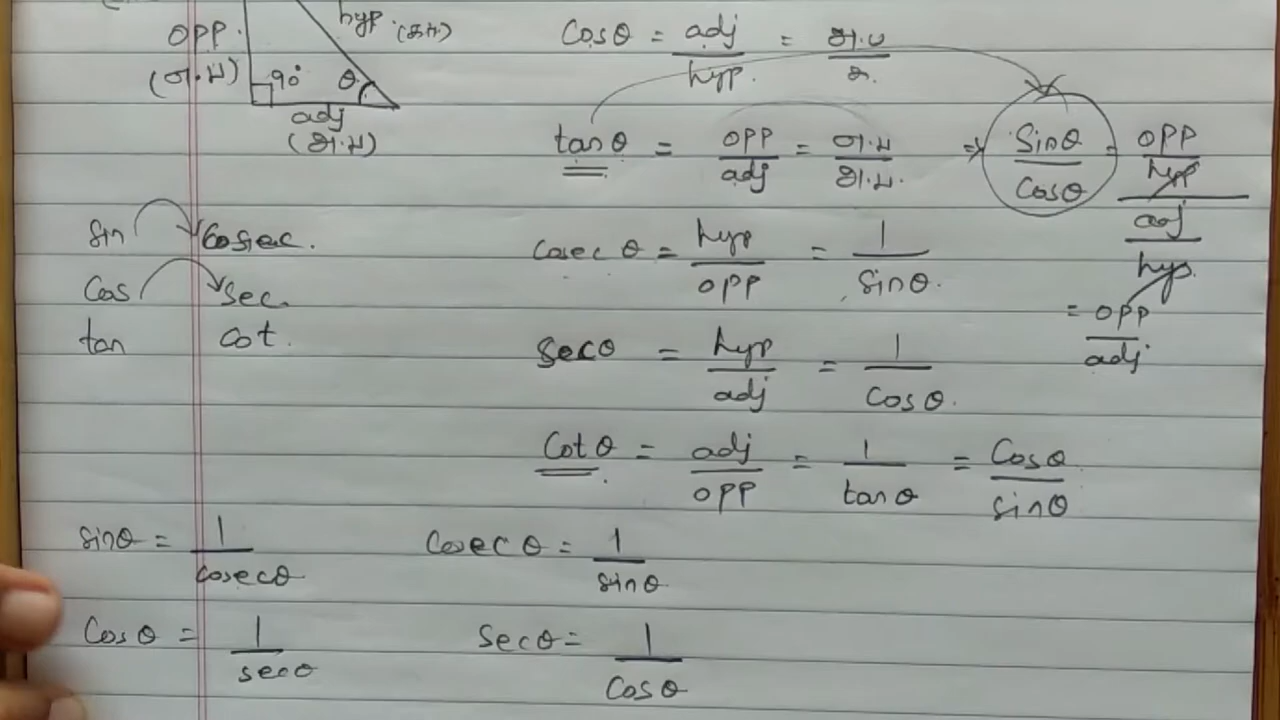 opp.
(எ.ப)
hyp.
90° θ
adj
(அ.ப)
Cosθ = adj/hyp. = அ.ப/க.
tanθ = opp/adj = எ.ப/அ.ப. ⇒ Sinθ/Cosθ = opp/hyp / adj/hyp.
= opp/adj
sin Cosec.
Cos Sec.
tan Cot.
Cosec θ = hyp/opp = 1/Sinθ.
Secθ = hyp/adj = 1/Cosθ.
Cotθ = adj/opp = 1/tanθ = Cosθ/sinθ
sinθ = 1/cosecθ Cosecθ = 1/sinθ
Cosθ = 1/secθ Secθ = 1/Cosθ